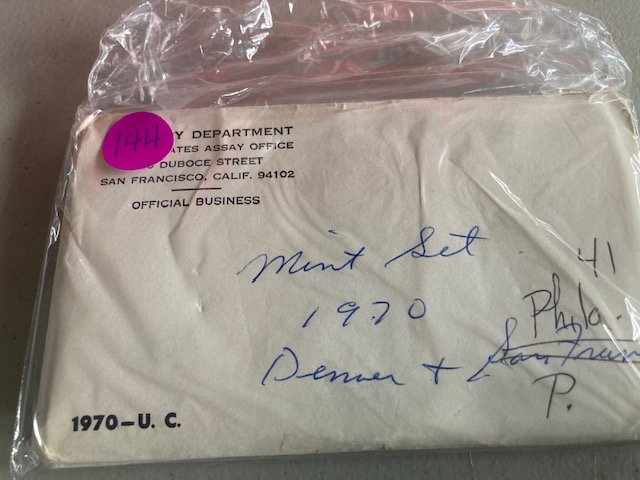 144
Y DEPARTMENT
ATES ASSAY OFFICE
DUBOCE STREET
SAN FRANCISCO, CALIF. 94102
OFFICIAL BUSINESS
Mint Set 41
1970 Phila.
Denver + San Fran
P.
1970-U. C.